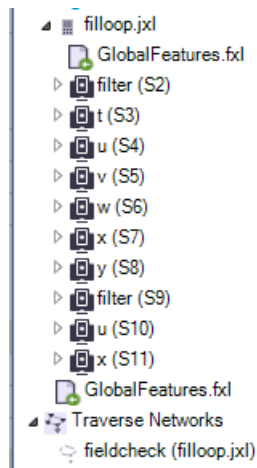 filloop.jxl
GlobalFeatures.fxl
filter (S2)
t (S3)
u (S4)
v (S5)
w (S6)
x (S7)
y (S8)
filter (S9)
u (S10)
x (S11)
GlobalFeatures.fxl
Traverse Networks
fieldcheck (filloop.jxl)